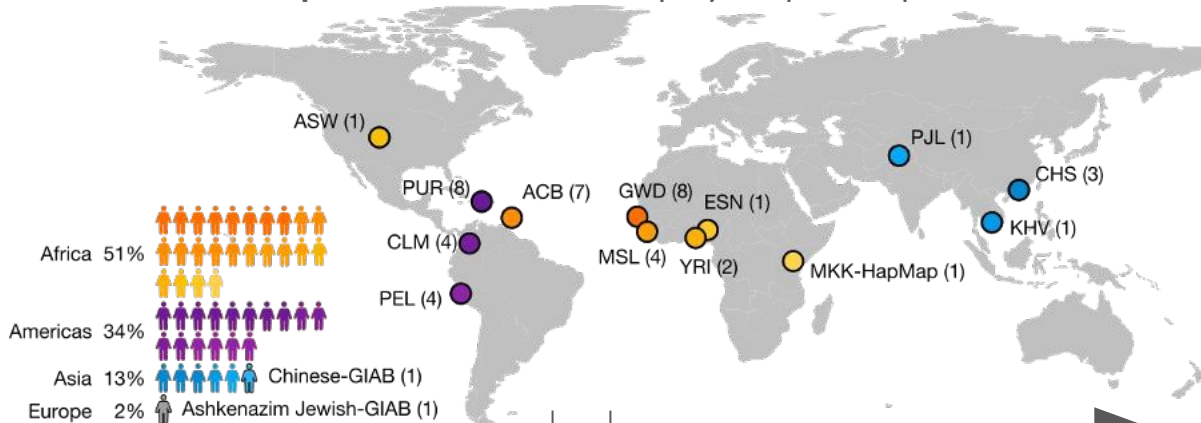 ASW (1)
PJL (1)
PUR (8)
ACB (7)
GWD (8)
ESN (1)
CHS (3)
CLM (4)
MSL (4)
YRI (2)
KHV (1)
MKK-HapMap (1)
PEL (4)
Africa 51%
Americas 34%
Asia 13% Chinese-GIAB (1)
Europe 2% Ashkenazim Jewish-GIAB (1)